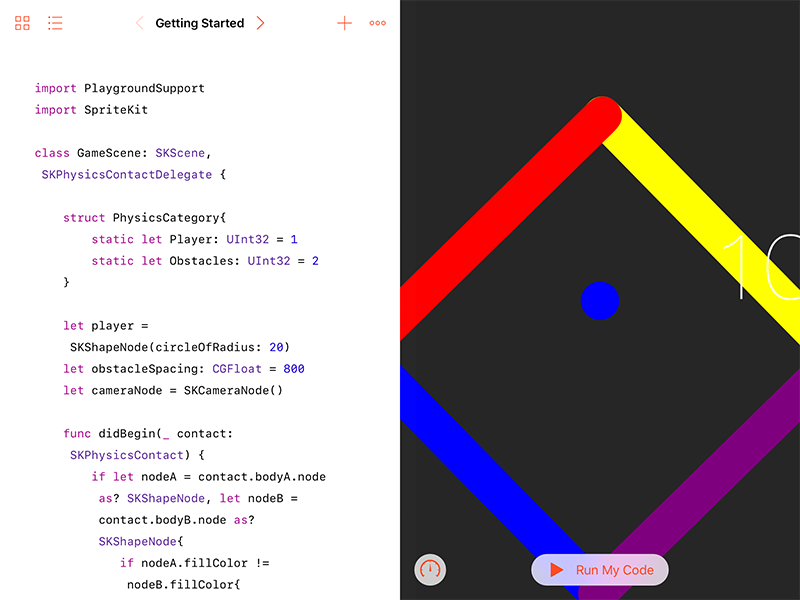 Getting Started
import PlaygroundSupport
import SpriteKit
class GameScene: SKScene,
SKPhysicsContactDelegate {
struct PhysicsCategory{
static let Player: UInt32 = 1
static let Obstacles: UInt32 = 2
}
let player =
SKShapeNode(circleOfRadius: 20)
let obstacleSpacing: CGFloat = 800
let cameraNode = SKCameraNode()
func didBegin(_ contact:
SKPhysicsContact) {
if let nodeA = contact.bodyA.node
as? SKShapeNode, let nodeB =
contact.bodyB.node as?
SKShapeNode{
if nodeA.fillColor !=
nodeB.fillColor{
10
Run My Code